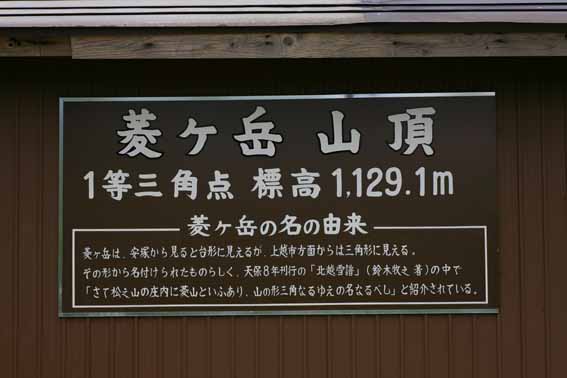 菱ヶ岳 山頂
1等三角点 標高1,129.1m
菱ヶ岳の名の由来
菱ヶ岳は、安塚から見ると台形に見えるが、上越市方面からは三角形に見える。
その形から名付けられたものらしく、天保8年刊行の「北越雪譜」(鈴木牧之 著)の中で
「さて松之山の庄内に菱山といふあり、山の形三角なるゆえの名なるべし」と紹介されている。